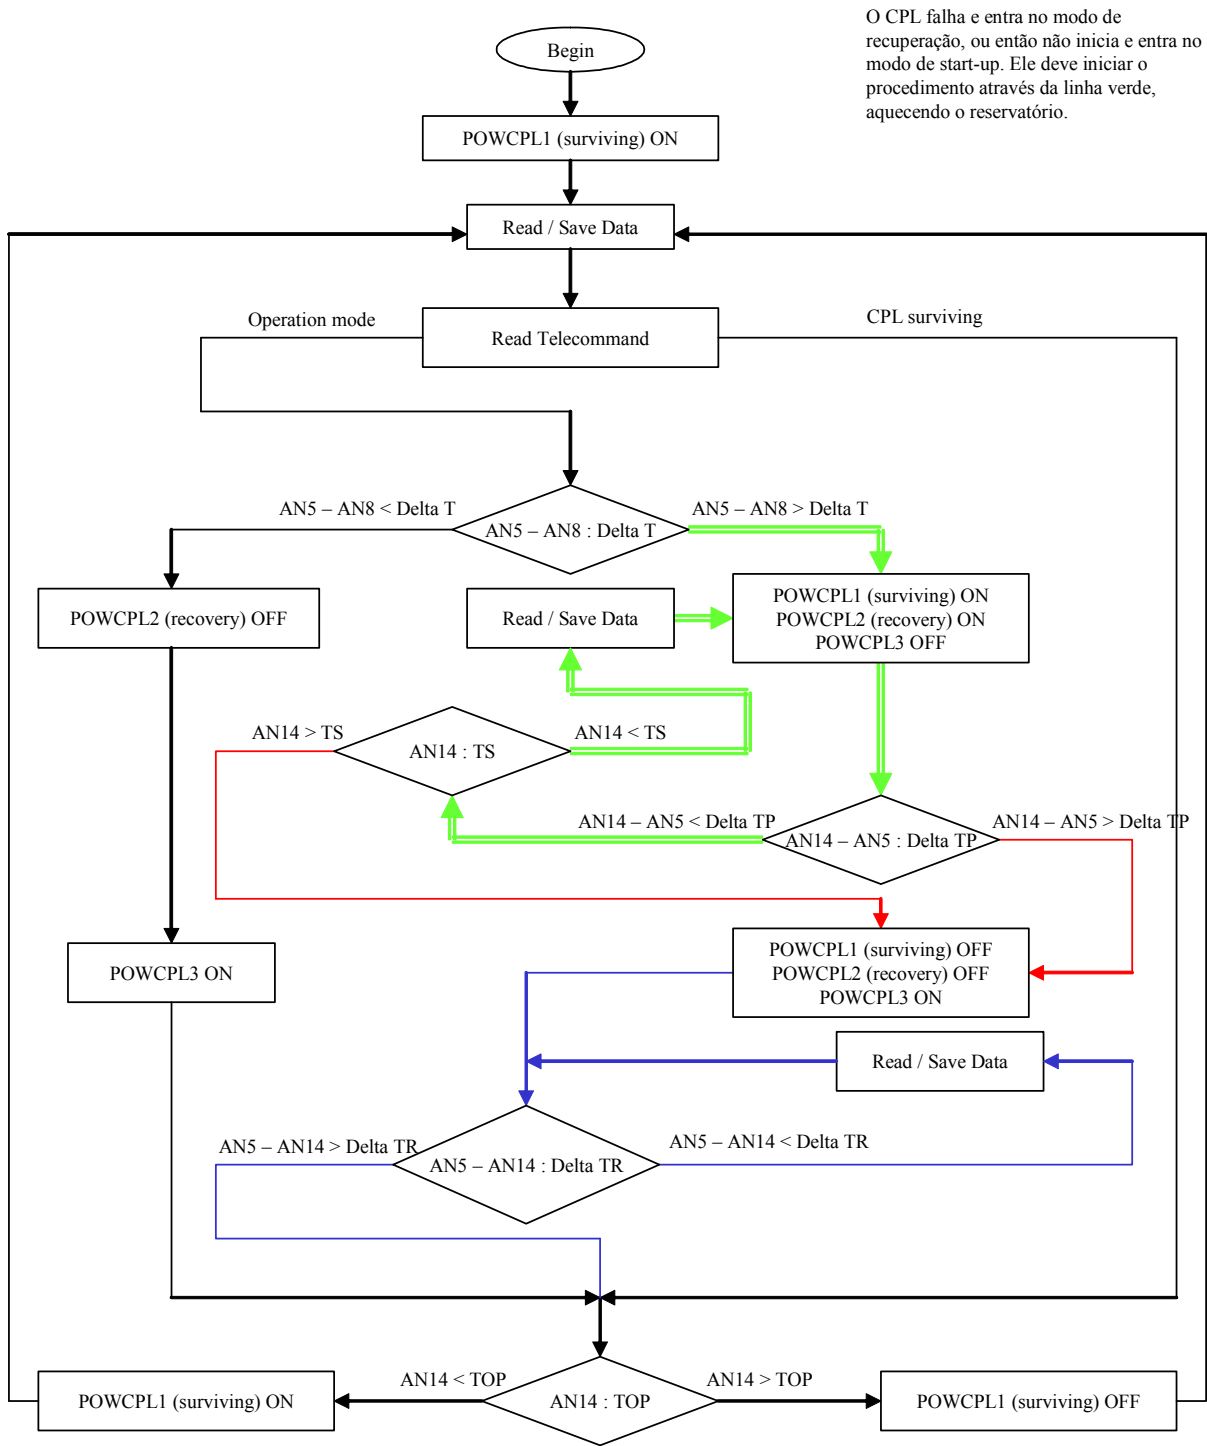 O CPL falha e entra no modo de
recuperação, ou então não inicia e entra no
modo de start-up. Ele deve iniciar o
procedimento através da linha verde,
aquecendo o reservatório.
Begin
POWCPL1 (surviving) ON
Read / Save Data
Operation mode
CPL surviving
Read Telecommand
AN5 – AN8 < Delta T
AN5 – AN8 > Delta T
AN5 – AN8 : Delta T
POWCPL2 (recovery) OFF
Read / Save Data
POWCPL1 (surviving) ON
POWCPL2 (recovery) ON
POWCPL3 OFF
AN14 > TS
AN14 < TS
AN14 : TS
AN14 – AN5 < Delta TP
AN14 – AN5 > Delta TP
AN14 – AN5 : Delta TP
POWCPL3 ON
POWCPL1 (surviving) OFF
POWCPL2 (recovery) OFF
POWCPL3 ON
Read / Save Data
AN5 – AN14 > Delta TR
AN5 – AN14 < Delta TR
AN5 – AN14 : Delta TR
AN14 < TOP
AN14 > TOP
POWCPL1 (surviving) ON
AN14 : TOP
POWCPL1 (surviving) OFF